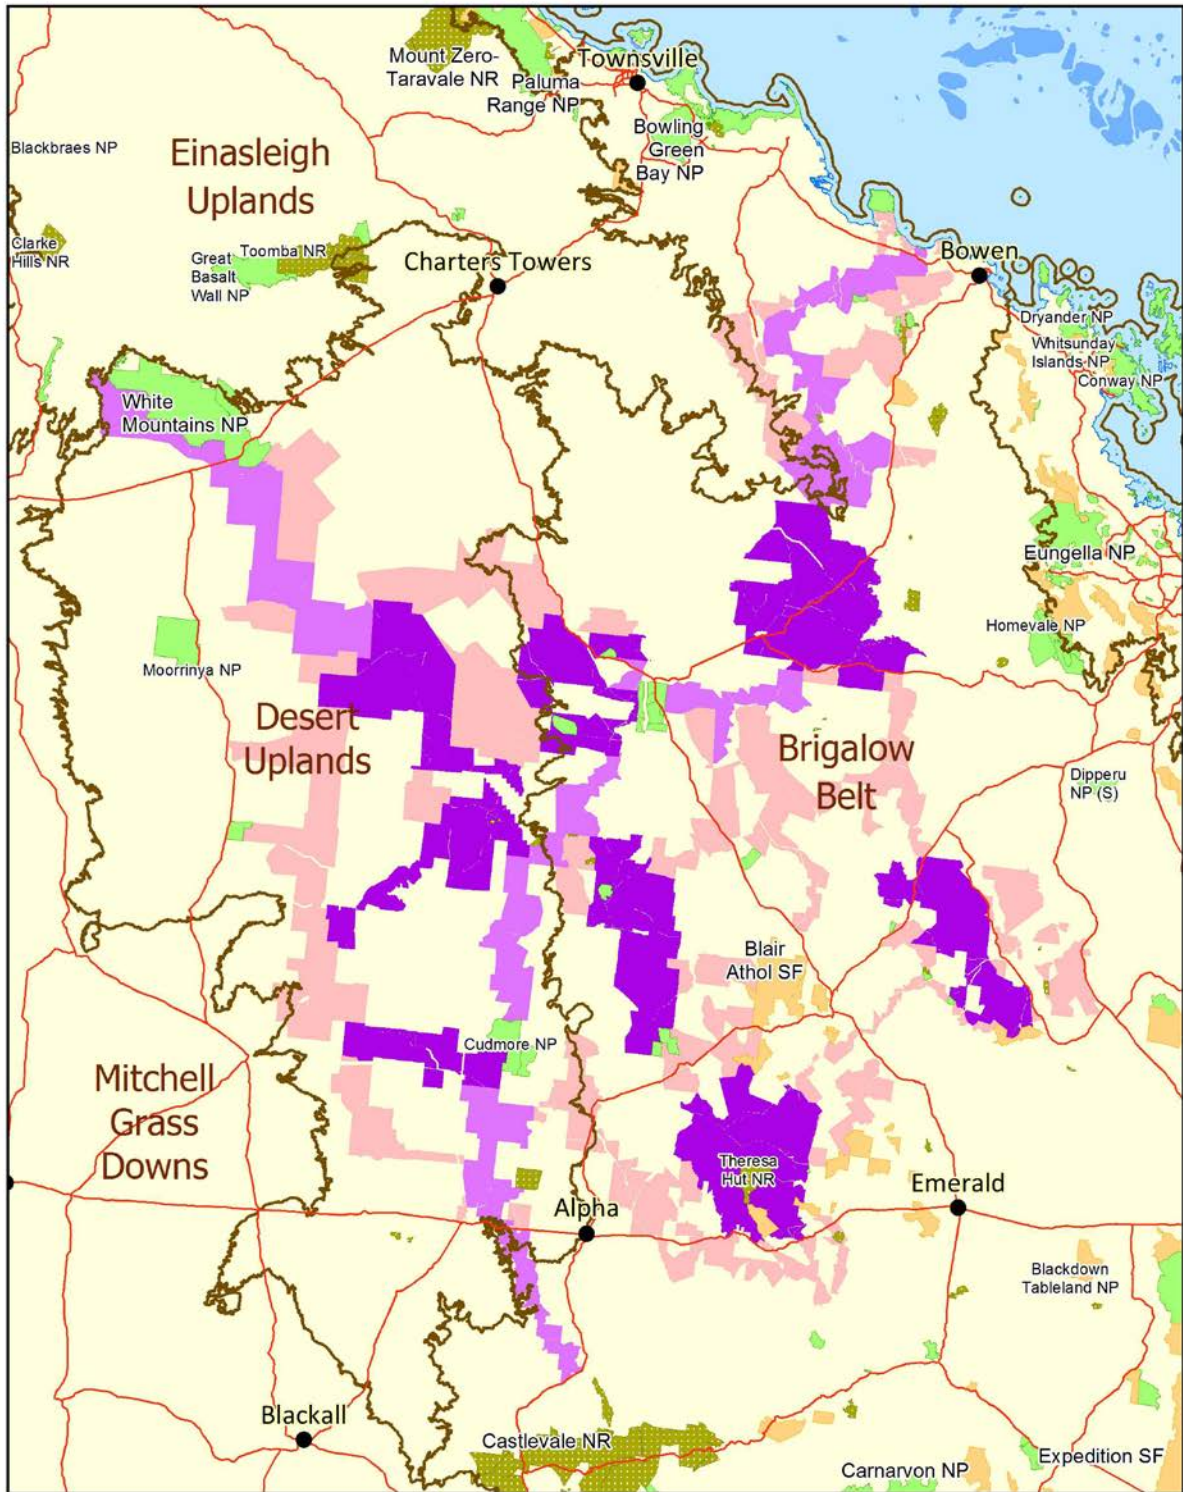 Mount Zero-
Taravale NR
Townsville
Paluma
Range NP
Bowling
Green
Bay NP
Blackbraes NP
Einasleigh
Uplands
Clarke
Hills NR
Toomba NR
Great
Basalt
Wall NP
Charters Towers
Bowen
Dryander NP
Whitsunday
Islands NP
Conway NP
White
Mountains NP
Eungella NP
Homevale NP
Moorrinya NP
Desert
Uplands
Brigalow
Belt
Dipperu
NP (S)
Blair
Athol SF
Cudmore NP
Mitchell
Grass
Downs
Theresa
Hut NR
Emerald
Alpha
Blackdown
Tableland NP
Blackall
Castlevale NR
Expedition SF
Carnarvon NP